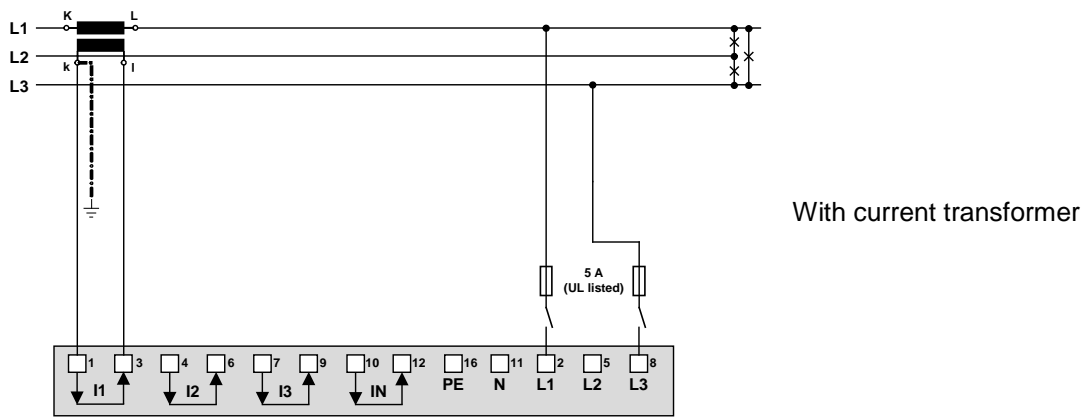 K L
L1
L2
k l
L3
With current transformer
5 A
(UL listed)
1 3 4 6 7 9 10 12 16 11 2 5 8
I1 I2 I3 IN PE N L1 L2 L3